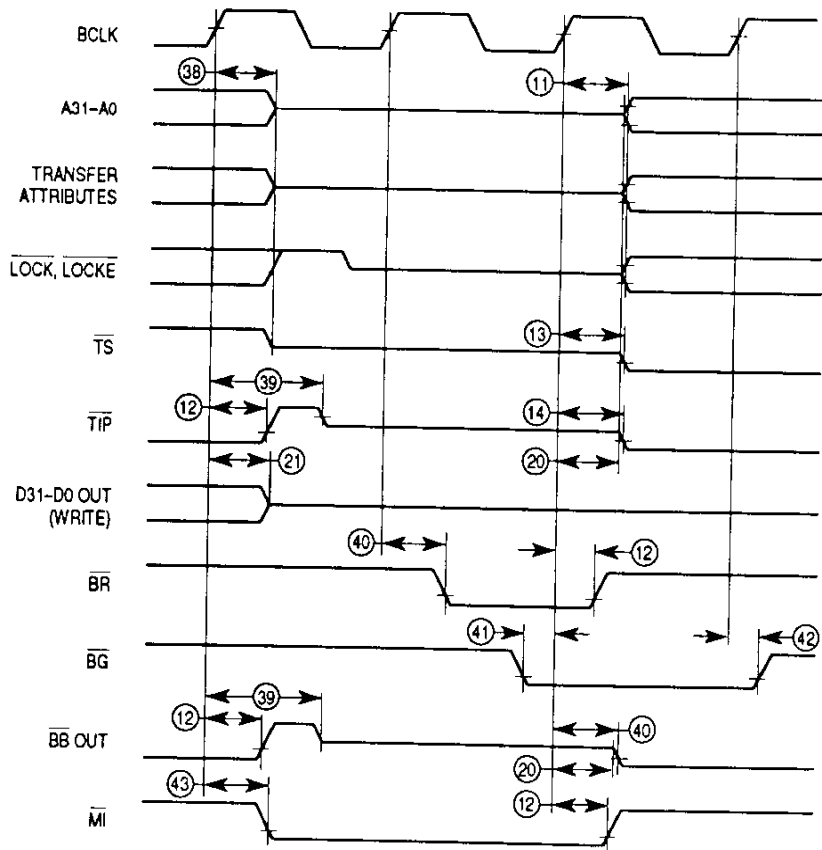 BCLK
38
11
A31–A0
TRANSFER
ATTRIBUTES
LOCK, LOCKE
13
TS
39
12
14
TIP
21
20
D31–D0 OUT
(WRITE)
40
12
BR
41
42
BG
39
12
40
BB OUT
20
43
12
MI